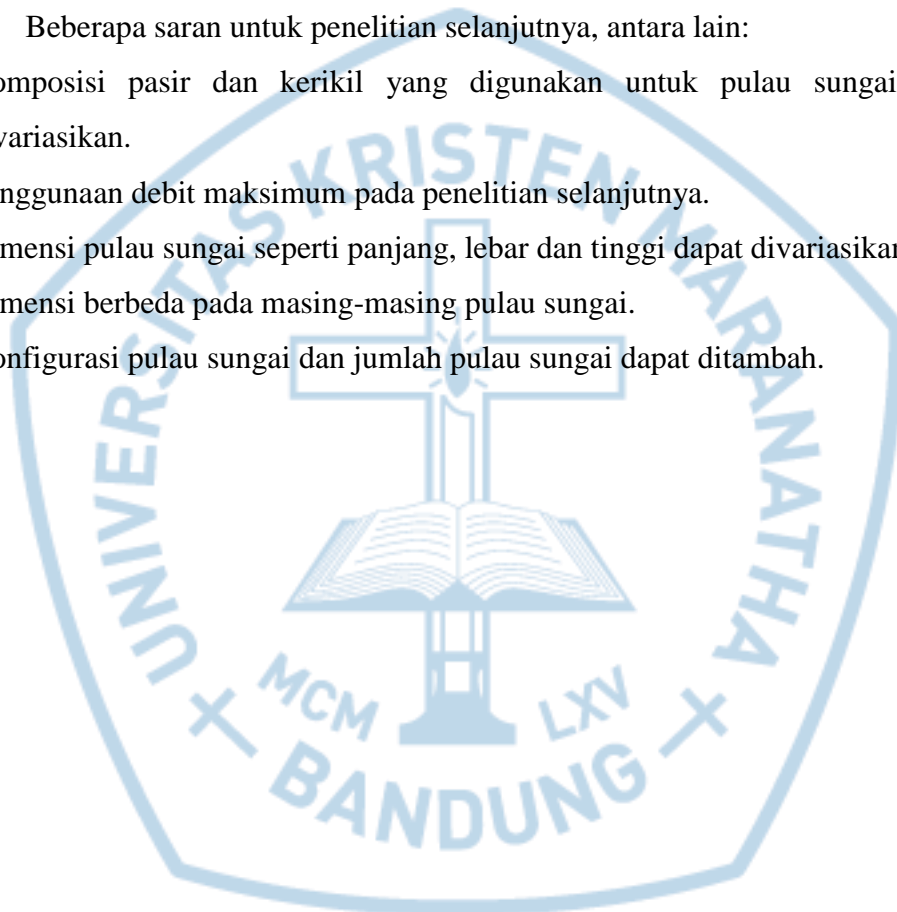 Beberapa saran untuk penelitian selanjutnya, antara lain:
omposisi pasir dan kerikil yang digunakan untuk pulau sungai
variasikan.
nggunaan debit maksimum pada penelitian selanjutnya.
mensi pulau sungai seperti panjang, lebar dan tinggi dapat divariasikan
mensi berbeda pada masing-masing pulau sungai.
onfigurasi pulau sungai dan jumlah pulau sungai dapat ditambah.
UNIVERSITAS KRISTEN MARANATHA
MCM LXV
BANDUNG